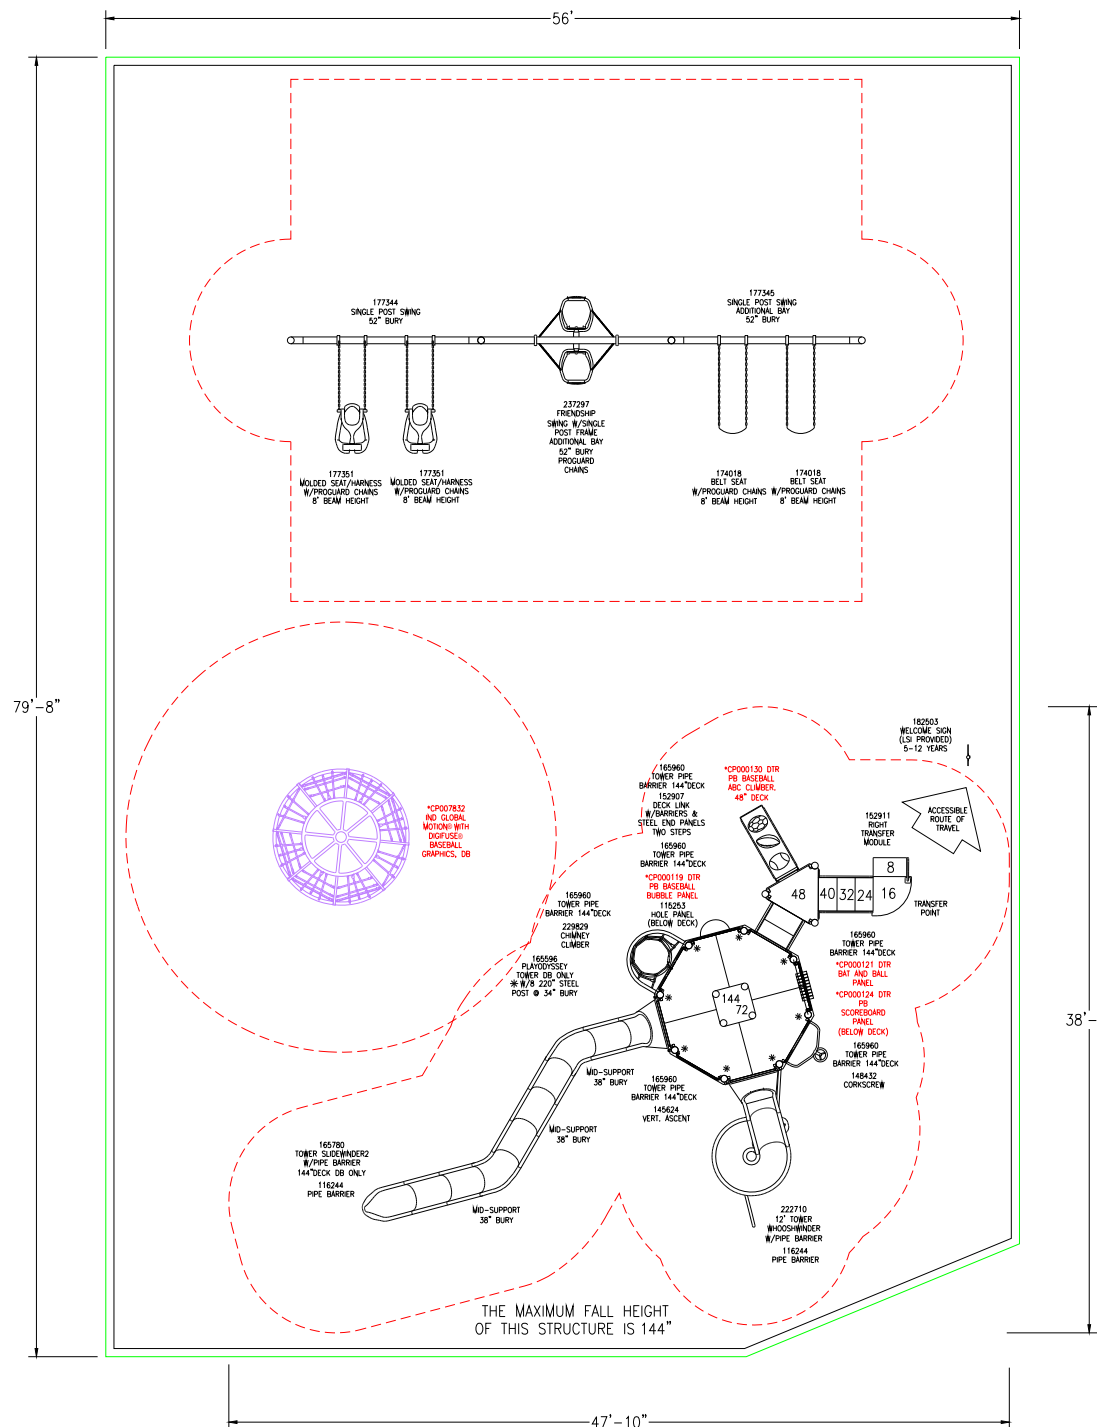 56'
79'-8"
177344
SINGLE POST SWING
52" BURY
177345
SINGLE POST SWING
ADDITIONAL BAY
52" BURY
237297
FRIENDSHIP
SWING W/SINGLE
POST FRAME
ADDITIONAL BAY
52" BURY
PROGUARD
CHAINS
177351
MOLDED SEAT/HARNESS
W/PROGUARD CHAINS
8' BEAM HEIGHT
177351
MOLDED SEAT/HARNESS
W/PROGUARD CHAINS
8' BEAM HEIGHT
174018
BELT SEAT
W/PROGUARD CHAINS
8' BEAM HEIGHT
174018
BELT SEAT
W/PROGUARD CHAINS
8' BEAM HEIGHT
182503
WELCOME SIGN
(LSI PROVIDED)
5-12 YEARS
ACCESSIBLE
ROUTE OF
TRAVEL
152911
RIGHT
TRANSFER
MODULE
165960
TOWER PIPE
BARRIER 144"DECK
152907
DECK LINK
W/BARRIERS &
STEEL END PANELS
TWO STEPS
*CP000130 DTR
PB BASEBALL
ABC CLIMBER,
48" DECK
*CP007832
IND GLOBAL
MOTION® WITH
DIGIFUSE®
BASEBALL
GRAPHICS, DB
165960
TOWER PIPE
BARRIER 144"DECK
*CP000119 DTR
PB BASEBALL
BUBBLE PANEL
115253
HOLE PANEL
(BELOW DECK)
8
48
40
32
24
16
TRANSFER
POINT
165960
TOWER PIPE
BARRIER 144"DECK
229829
CHIMNEY
CLIMBER
165596
PLAYODYSSEY
TOWER DB ONLY
* W/8 220" STEEL
POST @ 34" BURY
165960
TOWER PIPE
BARRIER 144"DECK
*CP000121 DTR
BAT AND BALL
PANEL
*CP000124 DTR
PB
SCOREBOARD
PANEL
(BELOW DECK)
165960
TOWER PIPE
BARRIER 144"DECK
148432
CORKSCREW
144
72
38'-
MID-SUPPORT
38" BURY
165960
TOWER PIPE
BARRIER 144"DECK
145624
VERT. ASCENT
MID-SUPPORT
38" BURY
165780
TOWER SLIDEWINDER2
W/PIPE BARRIER
144"DECK DB ONLY
116244
PIPE BARRIER
MID-SUPPORT
38" BURY
222710
12' TOWER
WHOOSHWINDER
W/PIPE BARRIER
116244
PIPE BARRIER
THE MAXIMUM FALL HEIGHT
OF THIS STRUCTURE IS 144"
47'-10"